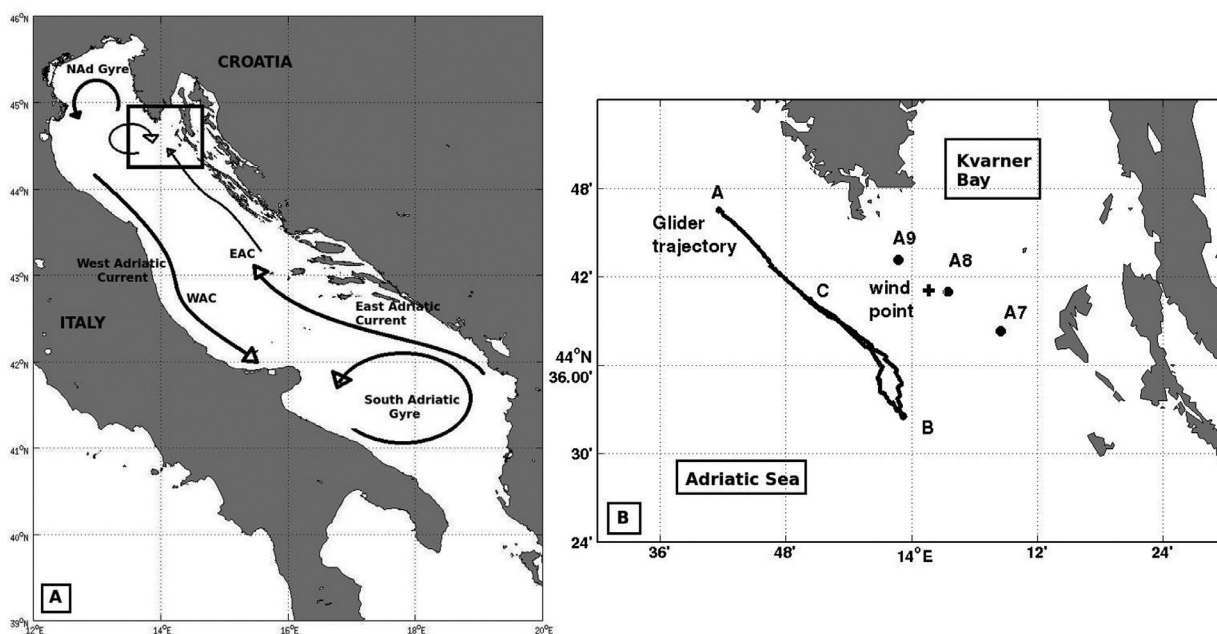 46°N
NAd Gyre
CROATIA
45°N
44°N
EAC
43°N
West Adriatic
Current
WAC
East Adriatic
Current
ITALY
42°N
South Adriatic
Gyre
41°N
40°N
A
39°N
12°E
14°E
16°E
18°E
20°E
Kvarner
Bay
48'
A
Glider
trajectory
A9
A8
42'
C
wind
point
A7
44°N
36.00'
B
30'
Adriatic Sea
B
24'
36'
48'
14°E
12'
24'